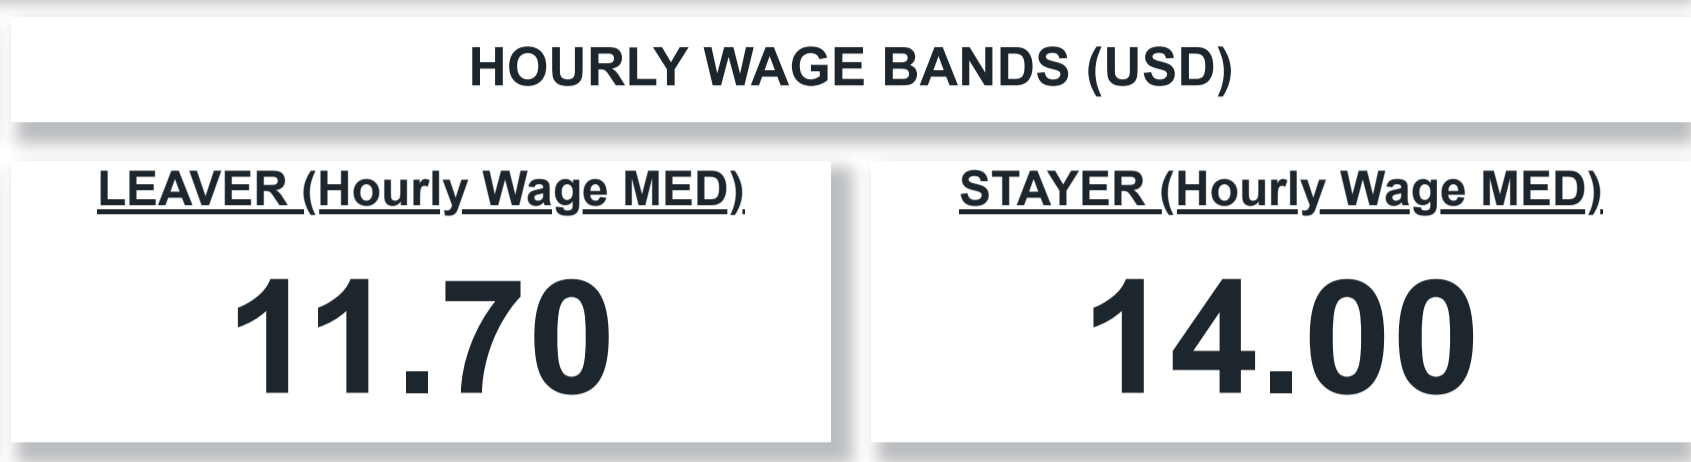 HOURLY WAGE BANDS (USD)
LEAVER (Hourly Wage MED)
11.70
STAYER (Hourly Wage MED)
14.00